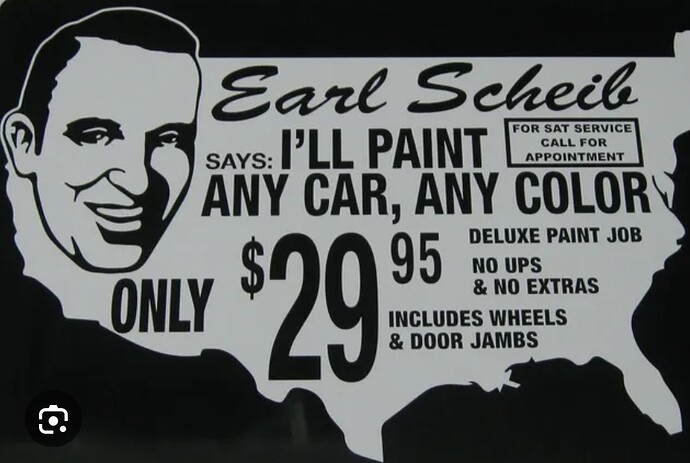 Earl Scheib
SAYS: I'LL PAINT
FOR SAT SERVICE
CALL FOR
APPOINTMENT
ANY CAR, ANY COLOR
ONLY
$29 95
DELUXE PAINT JOB
NO UPS
& NO EXTRAS
INCLUDES WHEELS
& DOOR JAMBS